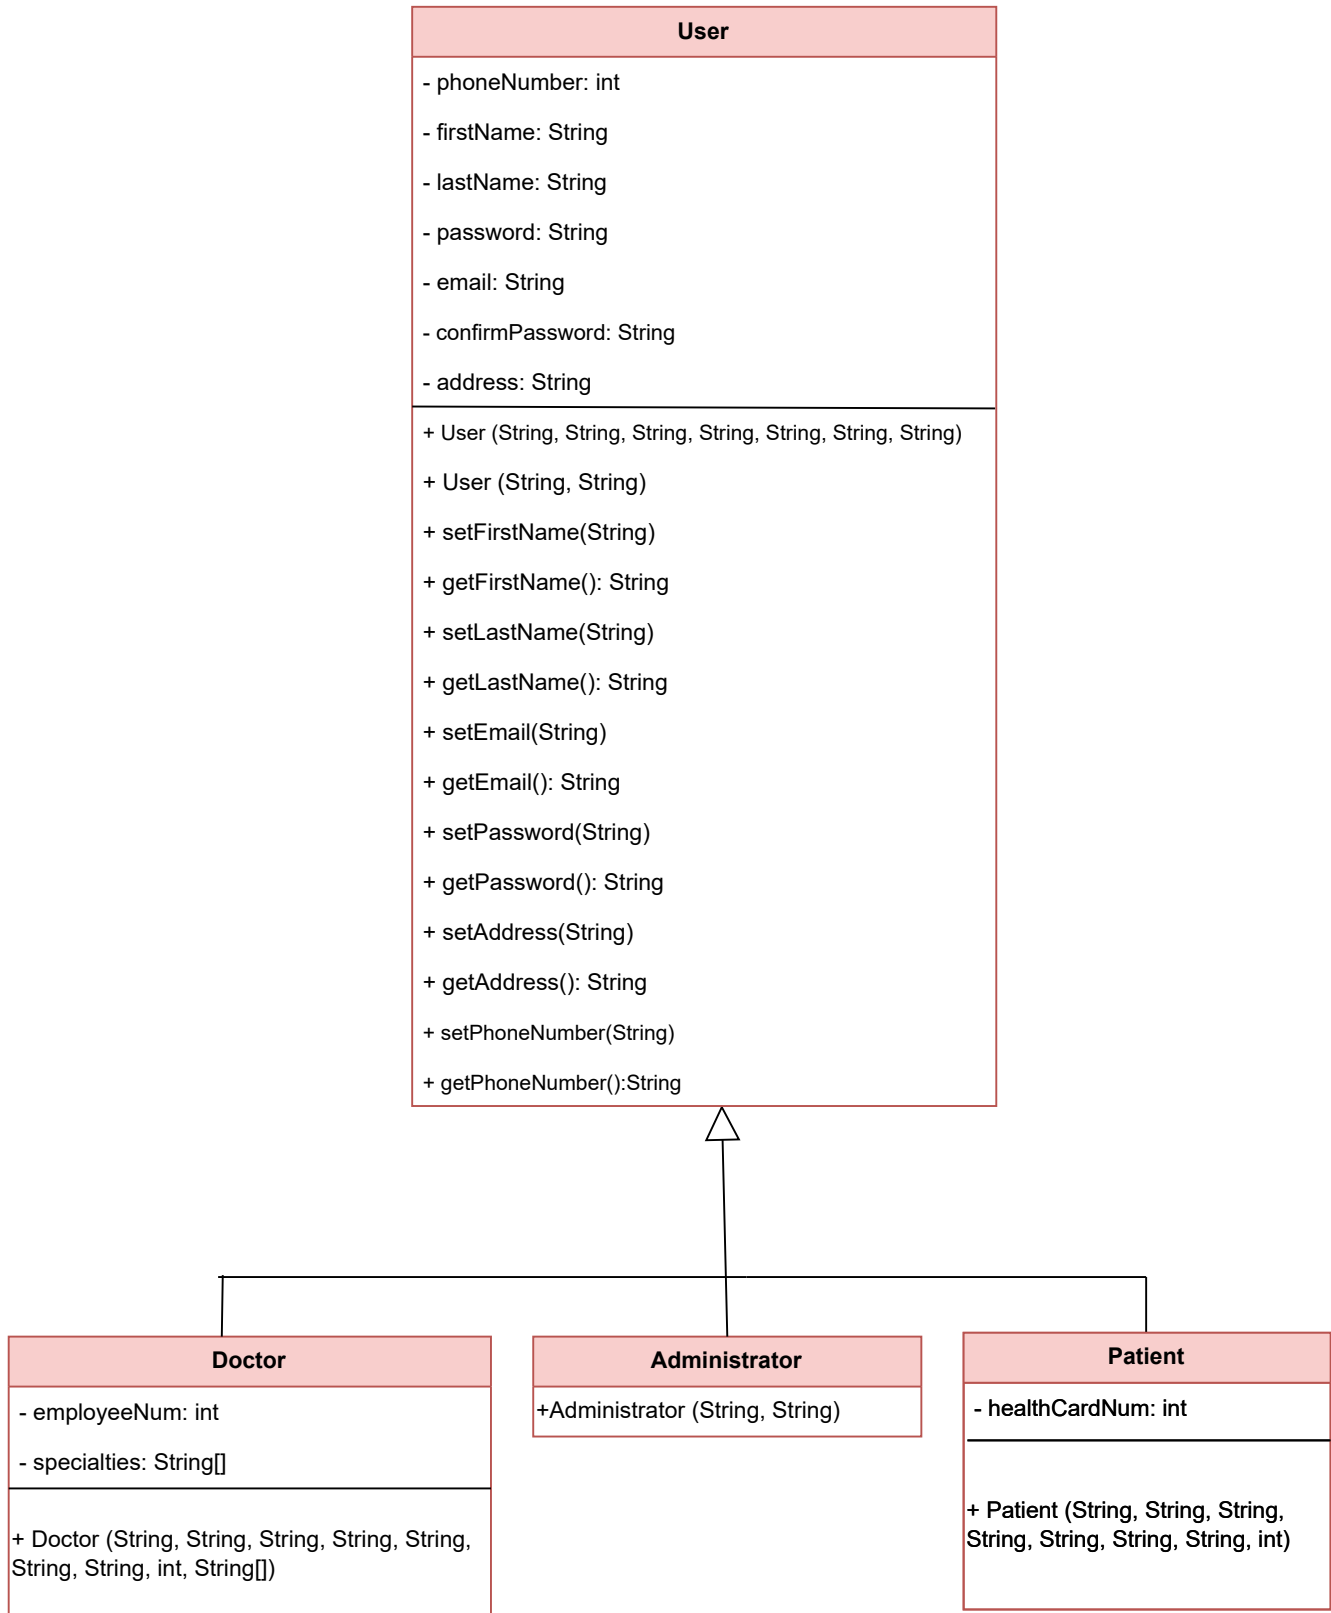 User
- phoneNumber: int
- firstName: String
- lastName: String
- password: String
- email: String
- confirmPassword: String
- address: String
+ User (String, String, String, String, String, String, String)
+ User (String, String)
+ setFirstName(String)
+ getFirstName(): String
+ setLastName(String)
+ getLastName(): String
+ setEmail(String)
+ getEmail(): String
+ setPassword(String)
+ getPassword(): String
+ setAddress(String)
+ getAddress(): String
+ setPhoneNumber(String)
+ getPhoneNumber():String
Doctor
- employeeNum: int
- specialties: String[]
+ Doctor (String, String, String, String, String,
String, String, int, String[])
Administrator
+Administrator (String, String)
Patient
- healthCardNum: int
+ Patient (String, String, String,
String, String, String, String, int)